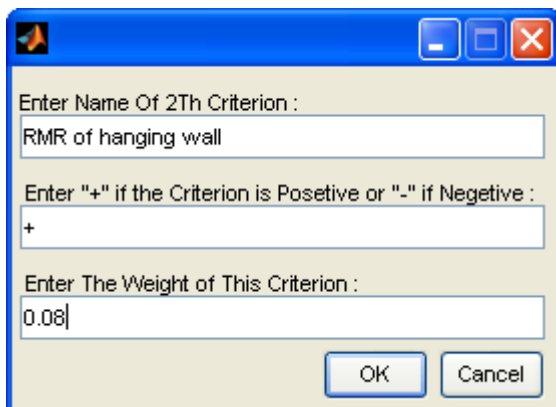 Enter Name Of 2Th Criterion :
RMR of hanging wall
Enter "+" if the Criterion is Posetive or "-" if Negetive :
+
Enter The Weight of This Criterion :
0.08
OK Cancel